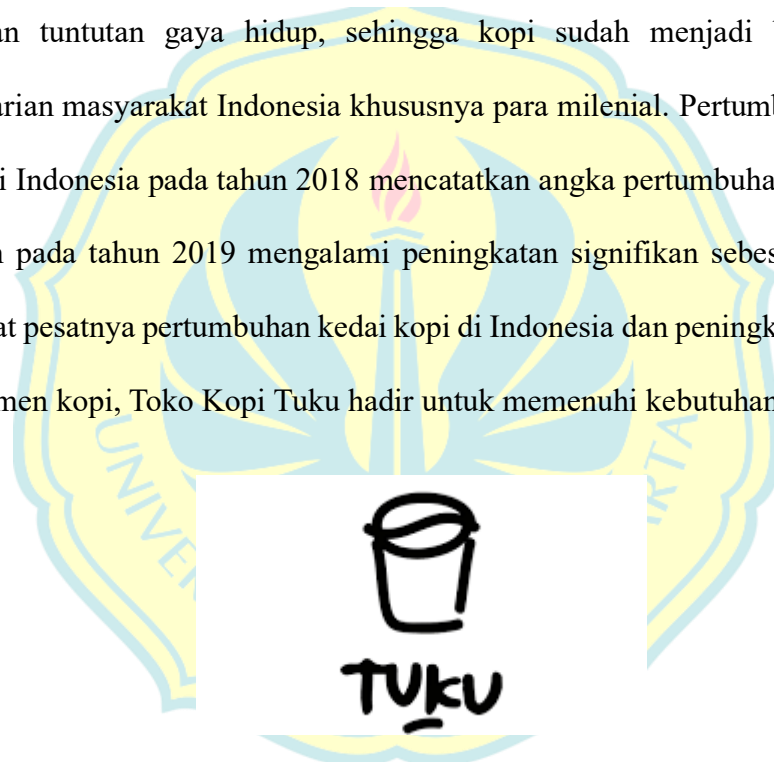 an tuntutan gaya hidup, sehingga kopi sudah menjadi
arian masyarakat Indonesia khususnya para milenial. Pertumb
i Indonesia pada tahun 2018 mencatatkan angka pertumbuha
n pada tahun 2019 mengalami peningkatan signifikan sebes
at pesatnya pertumbuhan kedai kopi di Indonesia dan peningk
men kopi, Toko Kopi Tuku hadir untuk memenuhi kebutuhan
UNIVER
RTA
TUKU